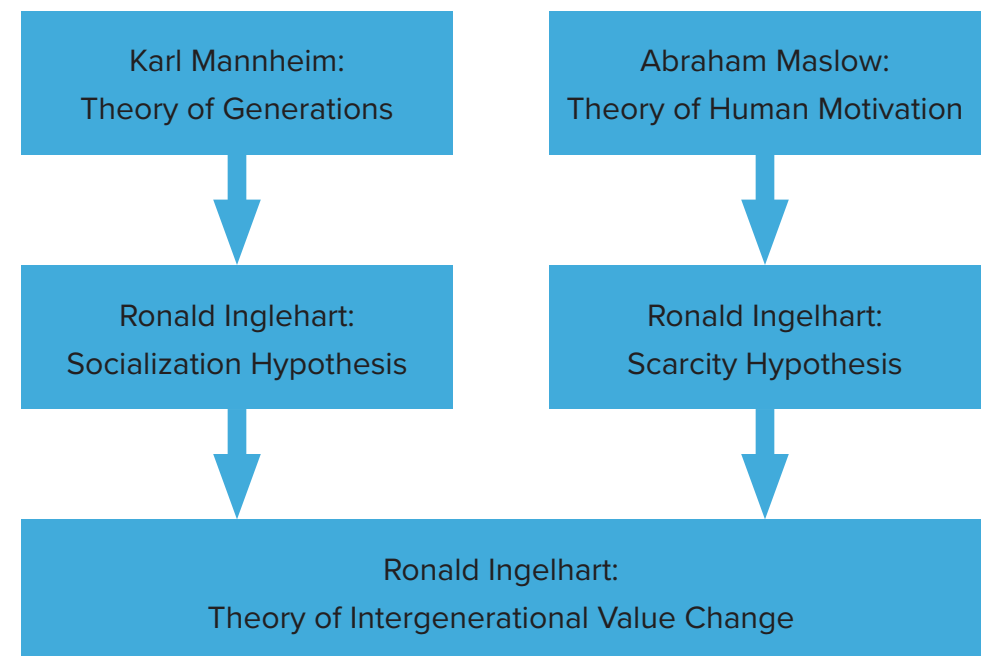 Karl Mannheim:
Theory of Generations
Abraham Maslow:
Theory of Human Motivation
Ronald Inglehart:
Socialization Hypothesis
Ronald Ingelhart:
Scarcity Hypothesis
Ronald Ingelhart:
Theory of Intergenerational Value Change